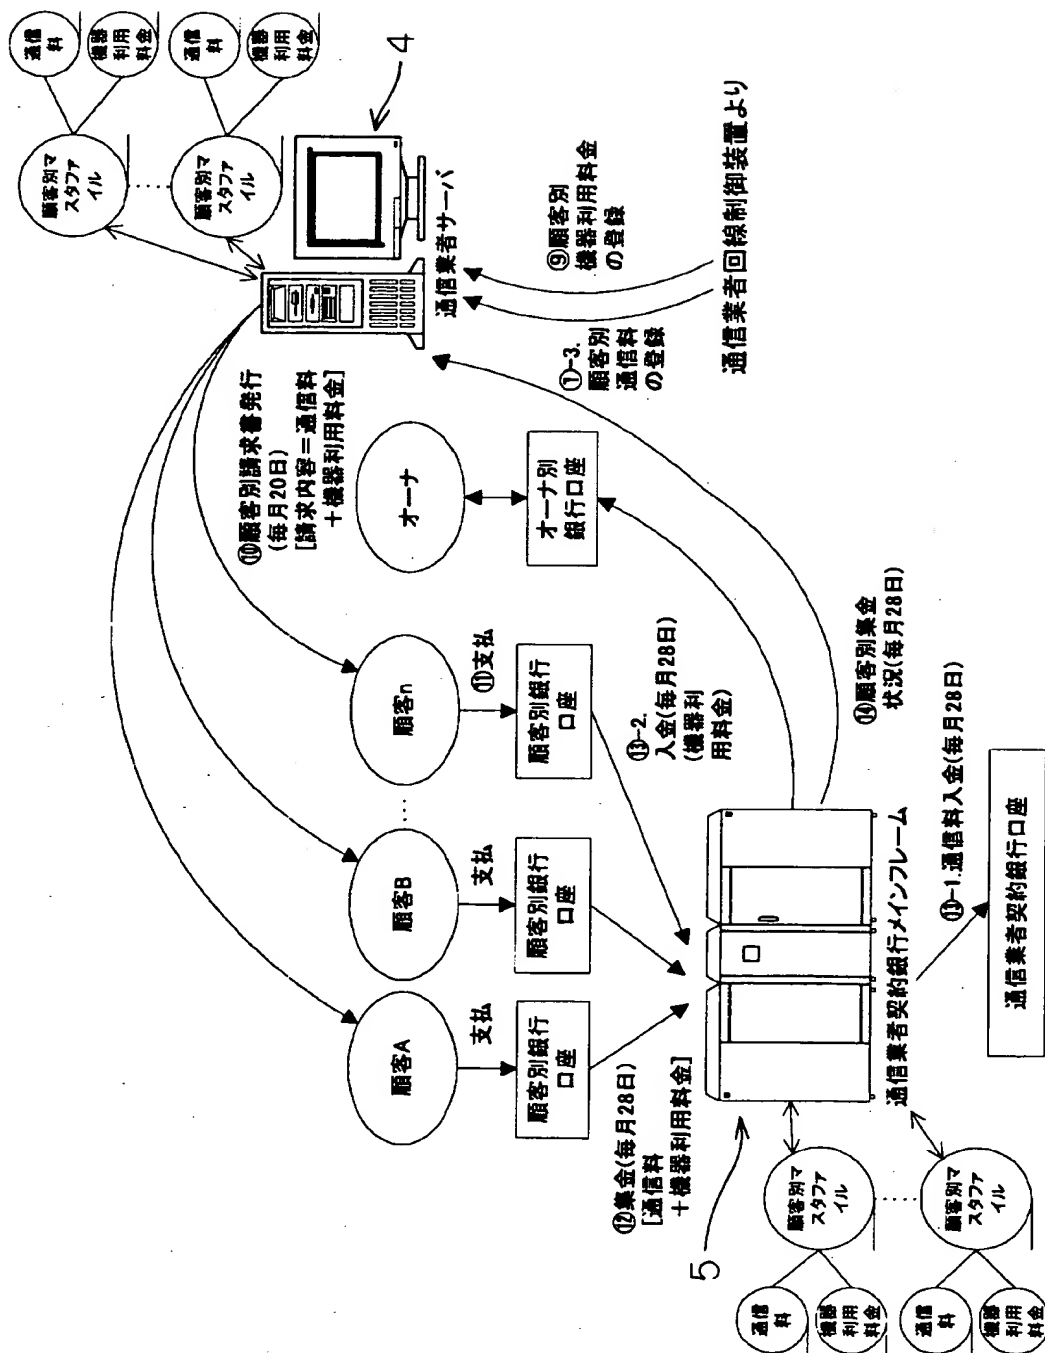 通信
料
機器
利用
料金
通信
料
機器
利用
料金
顧客別マ
スタファ
イル
顧客別マ
スタファ
イル
4
通信業者サーバ
⑨顧客別
機器利用料金
の登録
①-3.
顧客別
通信料
の登録
通信業者回線制御装置より
⑩顧客別請求書発行
(毎月20日)
[請求内容=通信料
+機器利用料金]
オーナ
オーナ別
銀行口座
顧客n
⑪支払
顧客別銀行
口座
顧客B
支払
顧客別銀行
口座
顧客A
支払
顧客別銀行
口座
⑬-2.
入金(毎月28日)
(機器利
用料金)
⑭顧客別集金
状況(毎月28日)
⑫集金(毎月28日)
[通信料
+機器利用料金]
5
通信業者契約銀行メインフレーム
⑬-1.通信料入金(毎月28日)
通信業者契約銀行口座
顧客別マ
スタファ
イル
顧客別マ
スタファ
イル
通信
料
機器
利用
料金
通信
料
機器
利用
料金